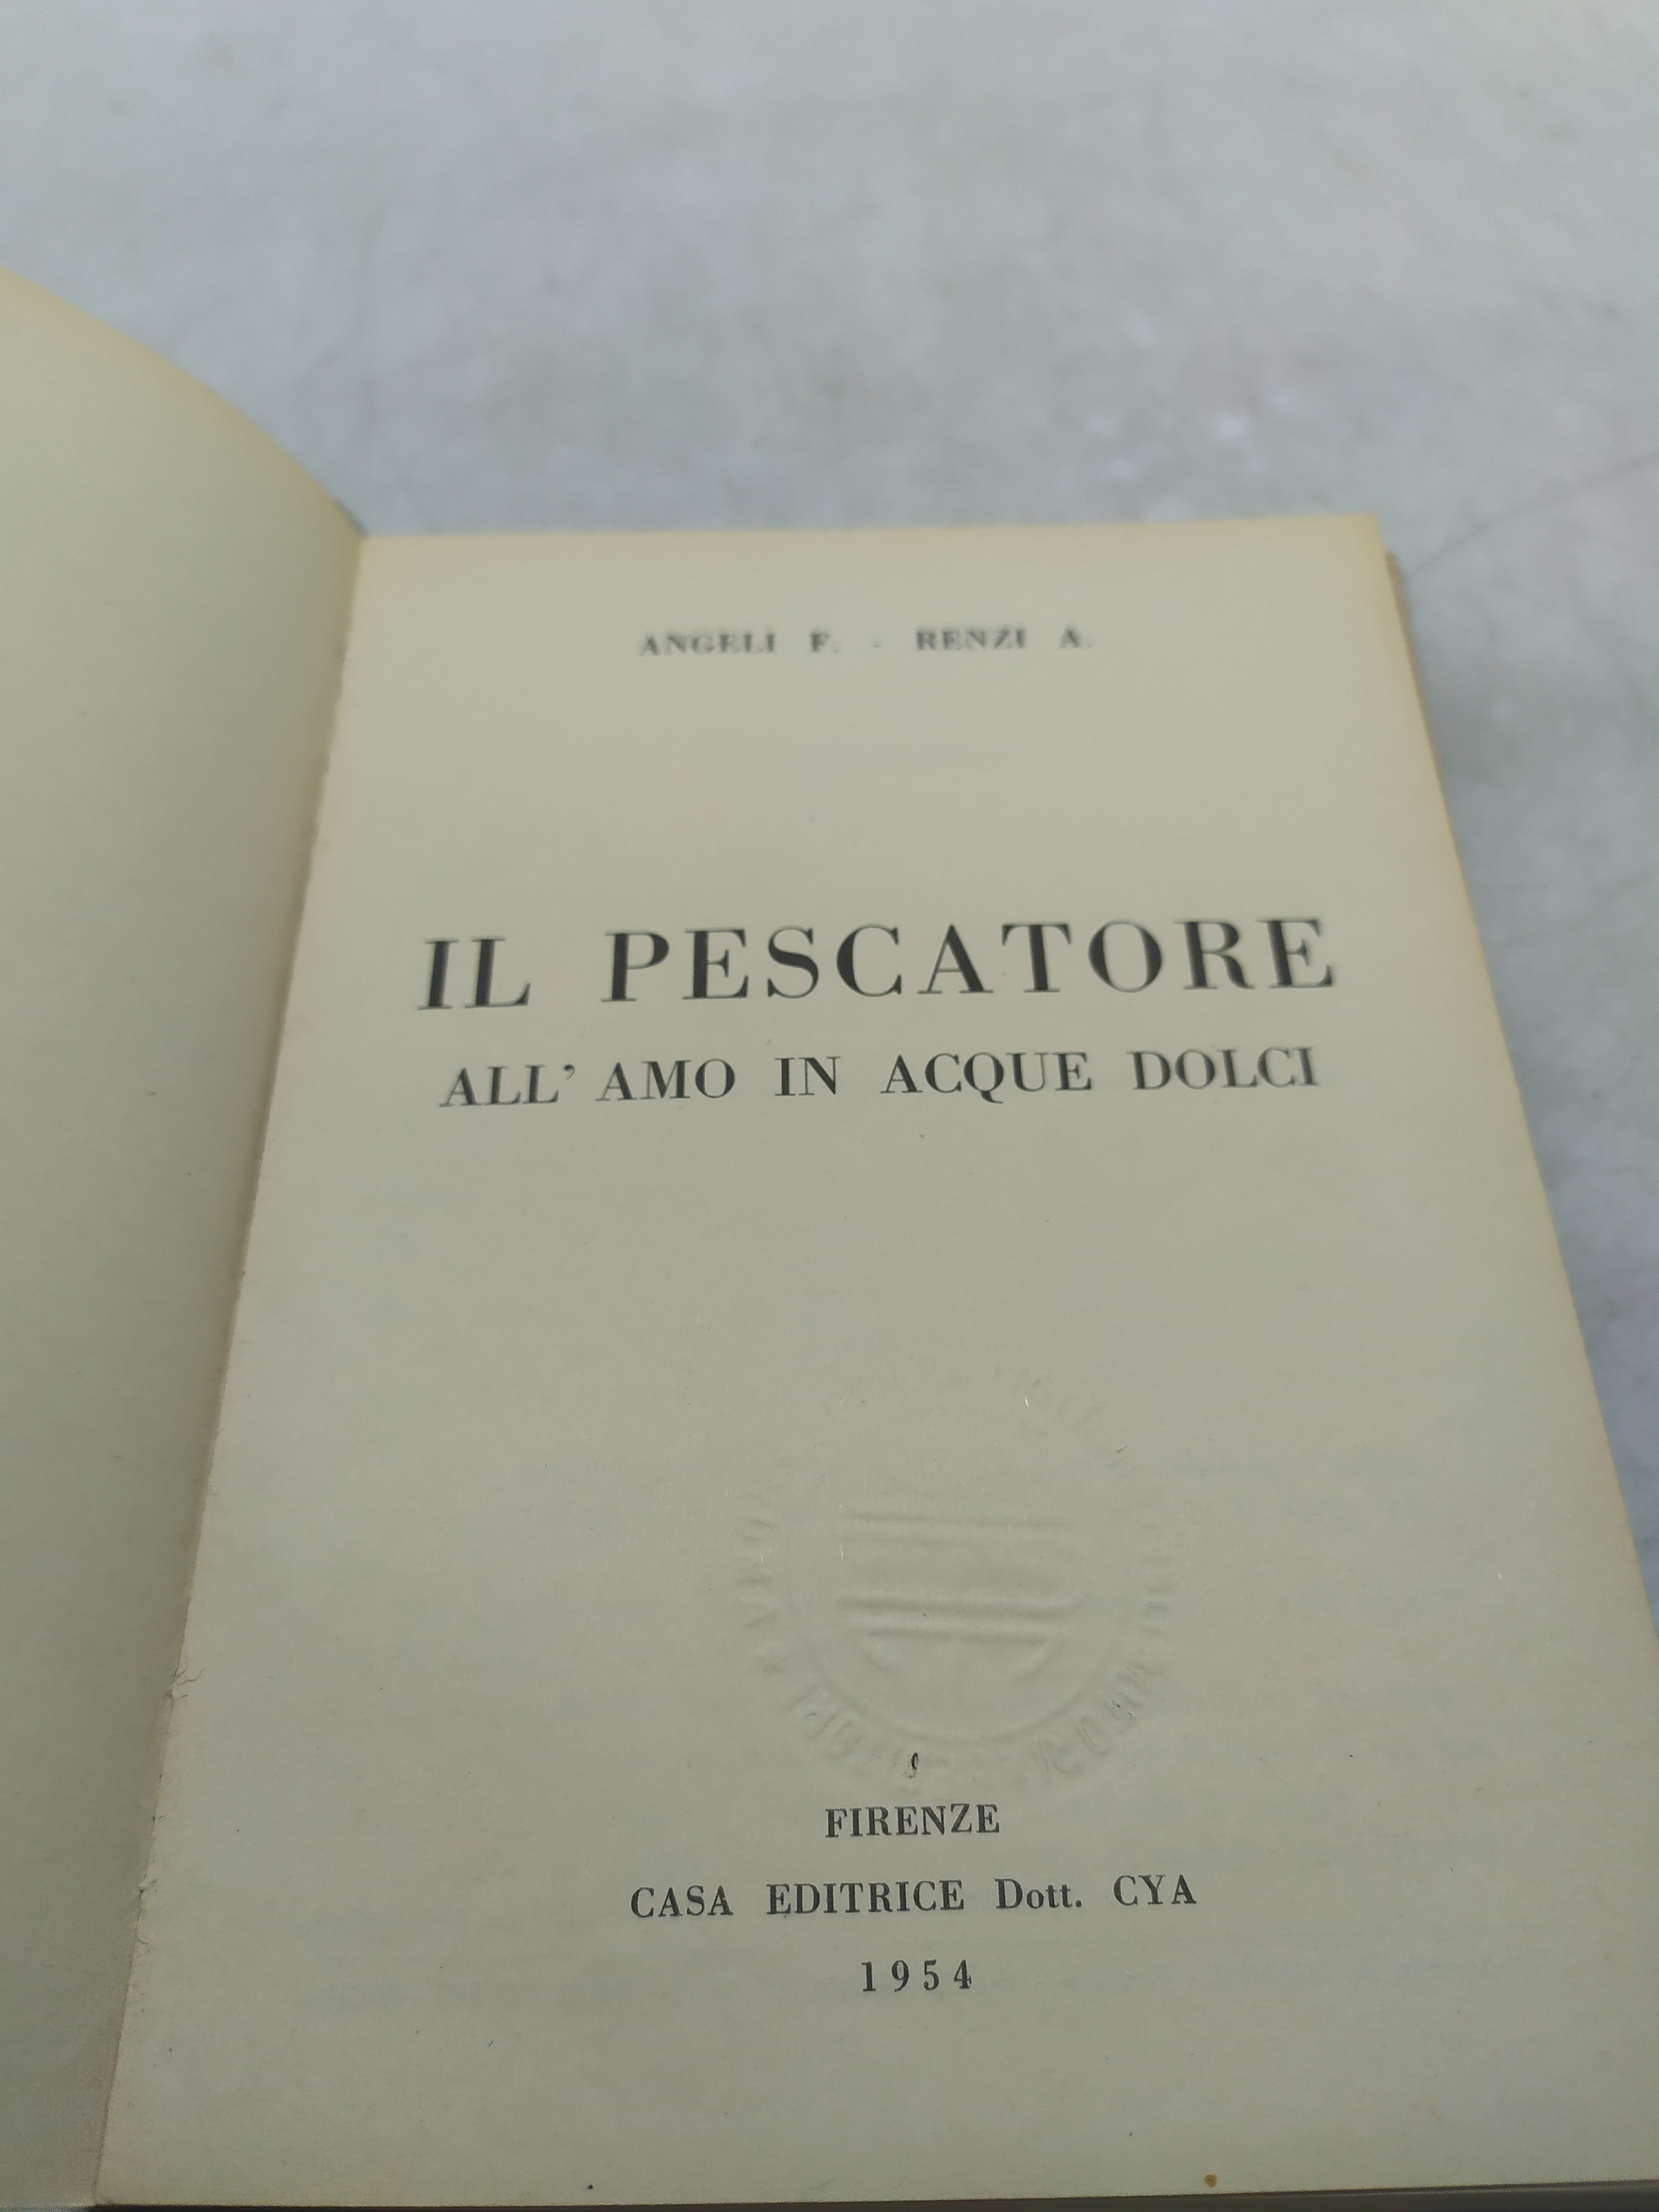 ANGELI F. - RENZI A.
IL PESCATORE
ALL' AMO IN ACQUE DOLCI
FIRENZE
CASA EDITRICE Dott. CYA
1954